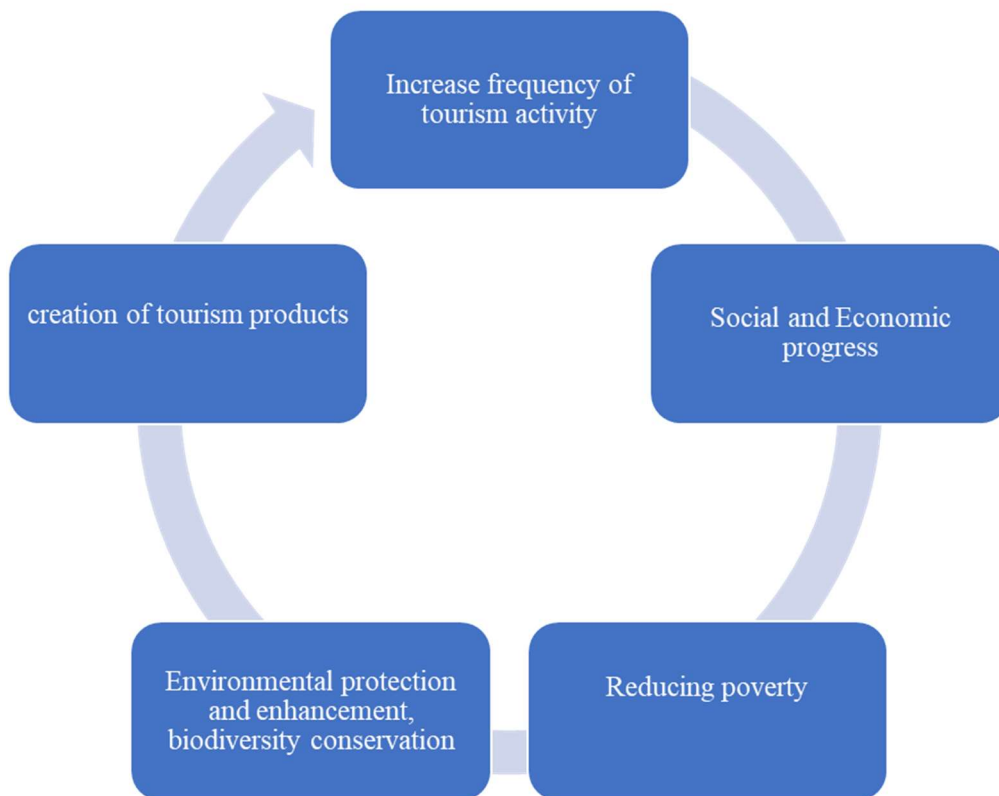 Increase frequency of
tourism activity
Social and Economic
progress
Reducing poverty
Environmental protection
and enhancement,
biodiversity conservation
creation of tourism products